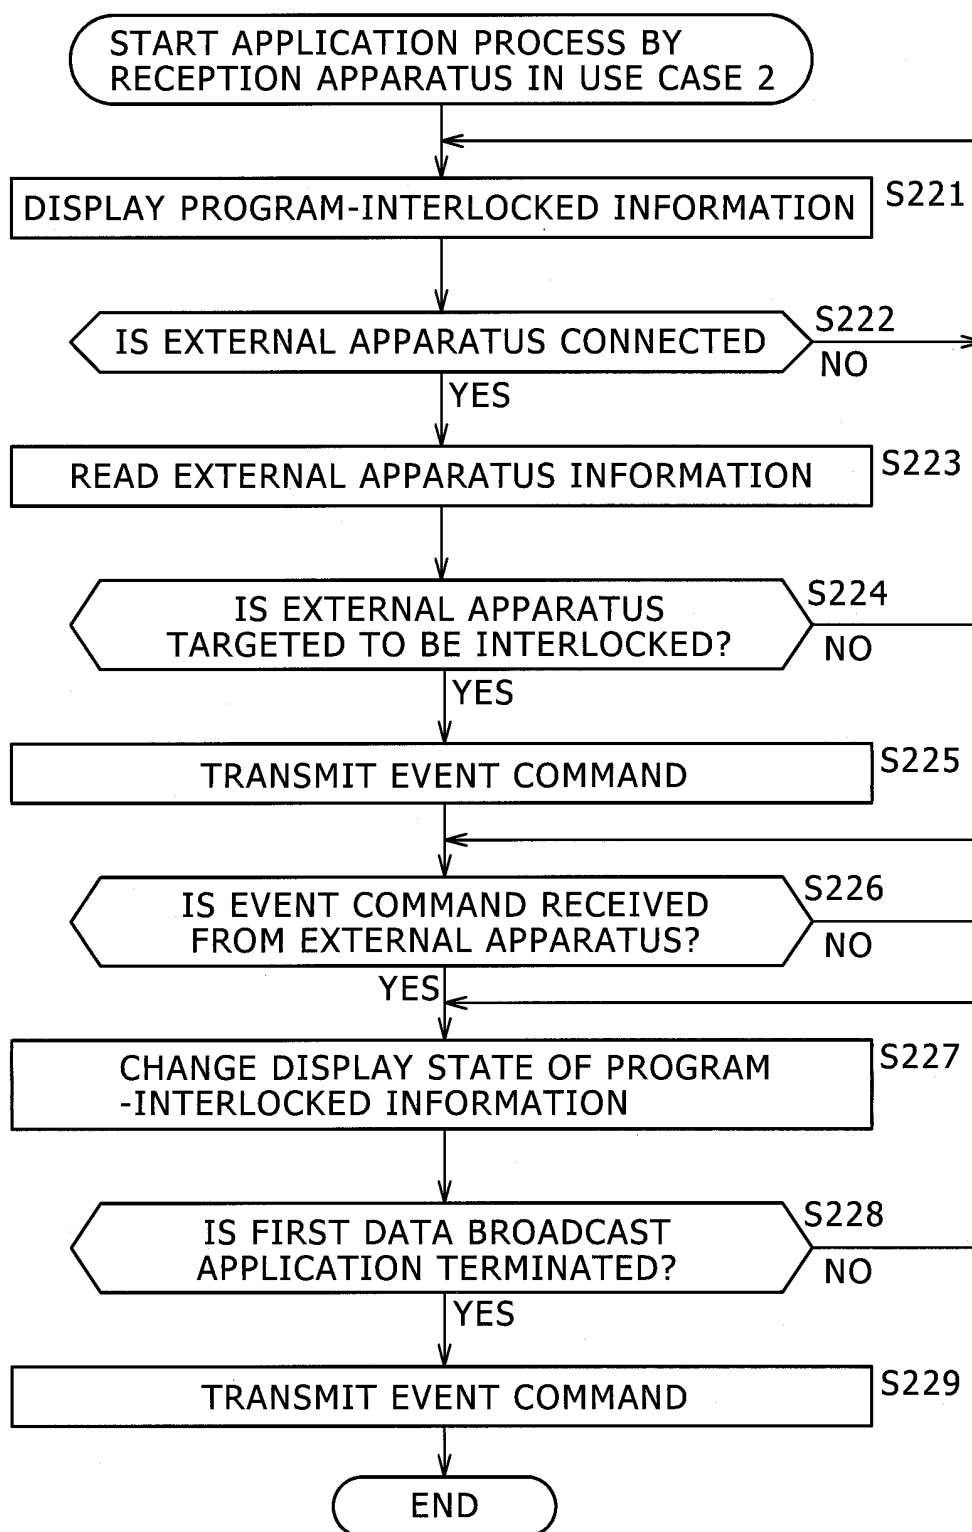 START APPLICATION PROCESS BY
RECEPTION APPARATUS IN USE CASE 2
DISPLAY PROGRAM-INTERLOCKED INFORMATION
S221
IS EXTERNAL APPARATUS CONNECTED
S222
NO
YES
READ EXTERNAL APPARATUS INFORMATION
S223
IS EXTERNAL APPARATUS
TARGETED TO BE INTERLOCKED?
S224
NO
YES
TRANSMIT EVENT COMMAND
S225
IS EVENT COMMAND RECEIVED
FROM EXTERNAL APPARATUS?
S226
NO
YES
CHANGE DISPLAY STATE OF PROGRAM
-INTERLOCKED INFORMATION
S227
IS FIRST DATA BROADCAST
APPLICATION TERMINATED?
S228
NO
YES
TRANSMIT EVENT COMMAND
S229
END